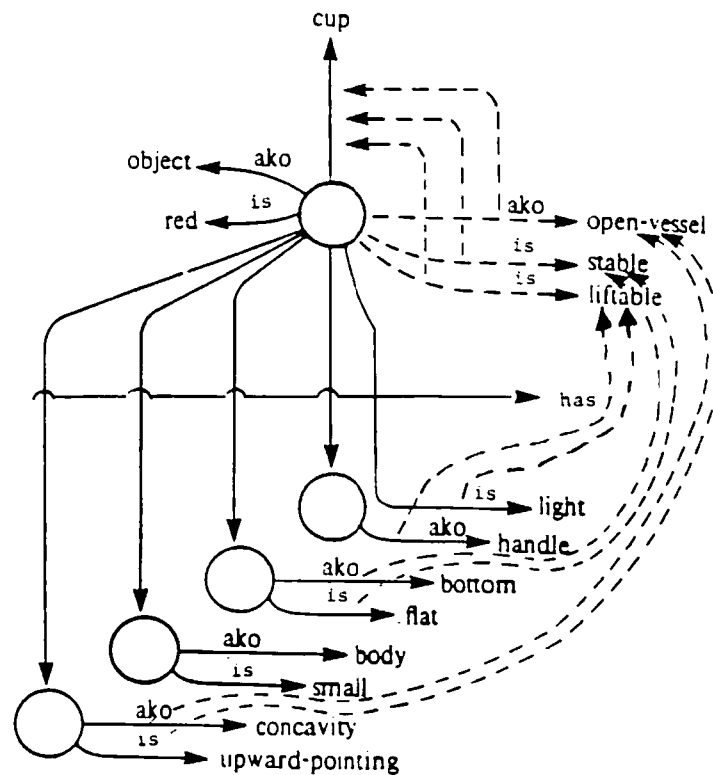 cup
object
ako
is
red
ako
open-vessel
is
stable
is
liftable
has
is
light
ako
handle
ako
bottom
is
flat
ako
body
is
small
ako
concavity
is
upward-pointing